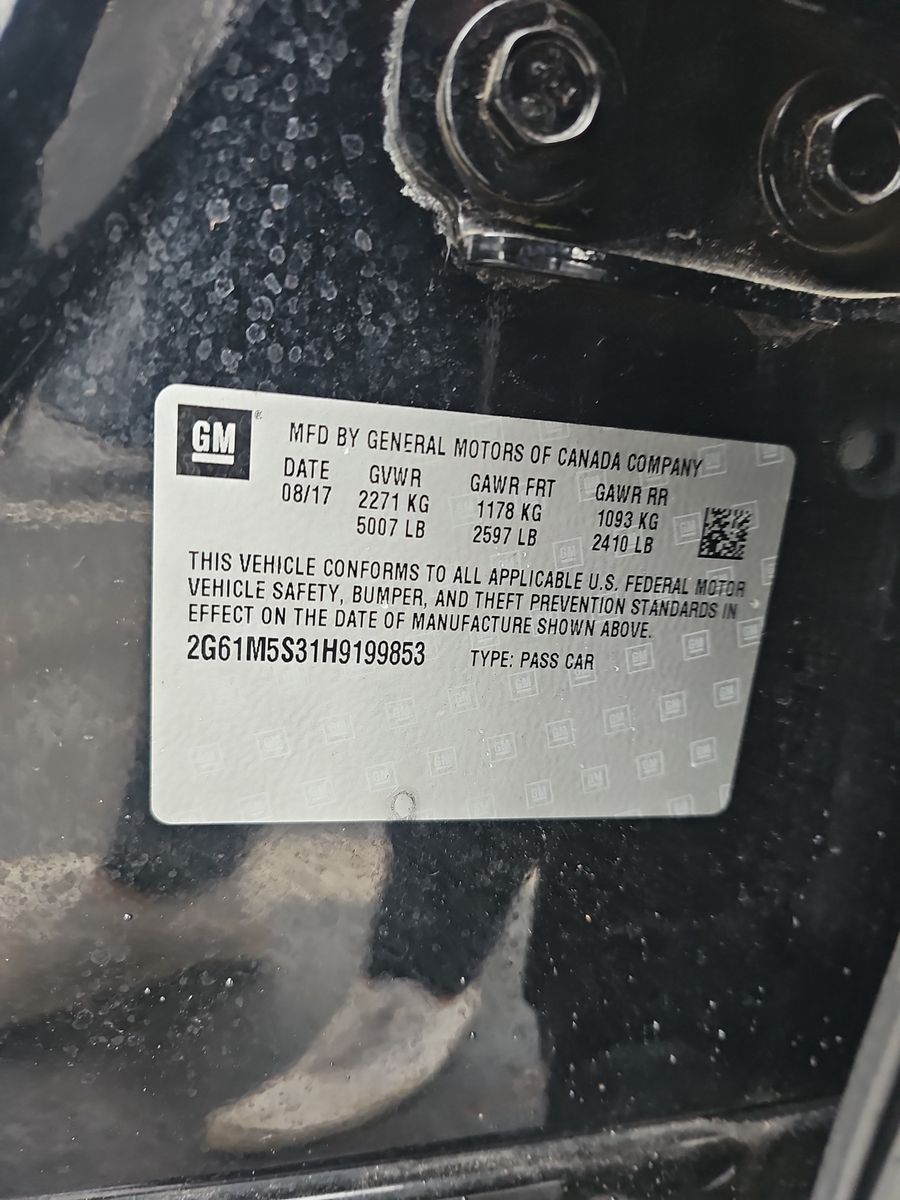 GM ® MFD BY GENERAL MOTORS OF CANADA COMPANY
DATE GVWR GAWR FRT GAWR RR
08/17 2271 KG 1178 KG 1093 KG
5007 LB 2597 LB 2410 LB
THIS VEHICLE CONFORMS TO ALL APPLICABLE U.S. FEDERAL MOTOR
VEHICLE SAFETY, BUMPER, AND THEFT PREVENTION STANDARDS IN
EFFECT ON THE DATE OF MANUFACTURE SHOWN ABOVE.
2G61M5S31H9199853 TYPE: PASS CAR